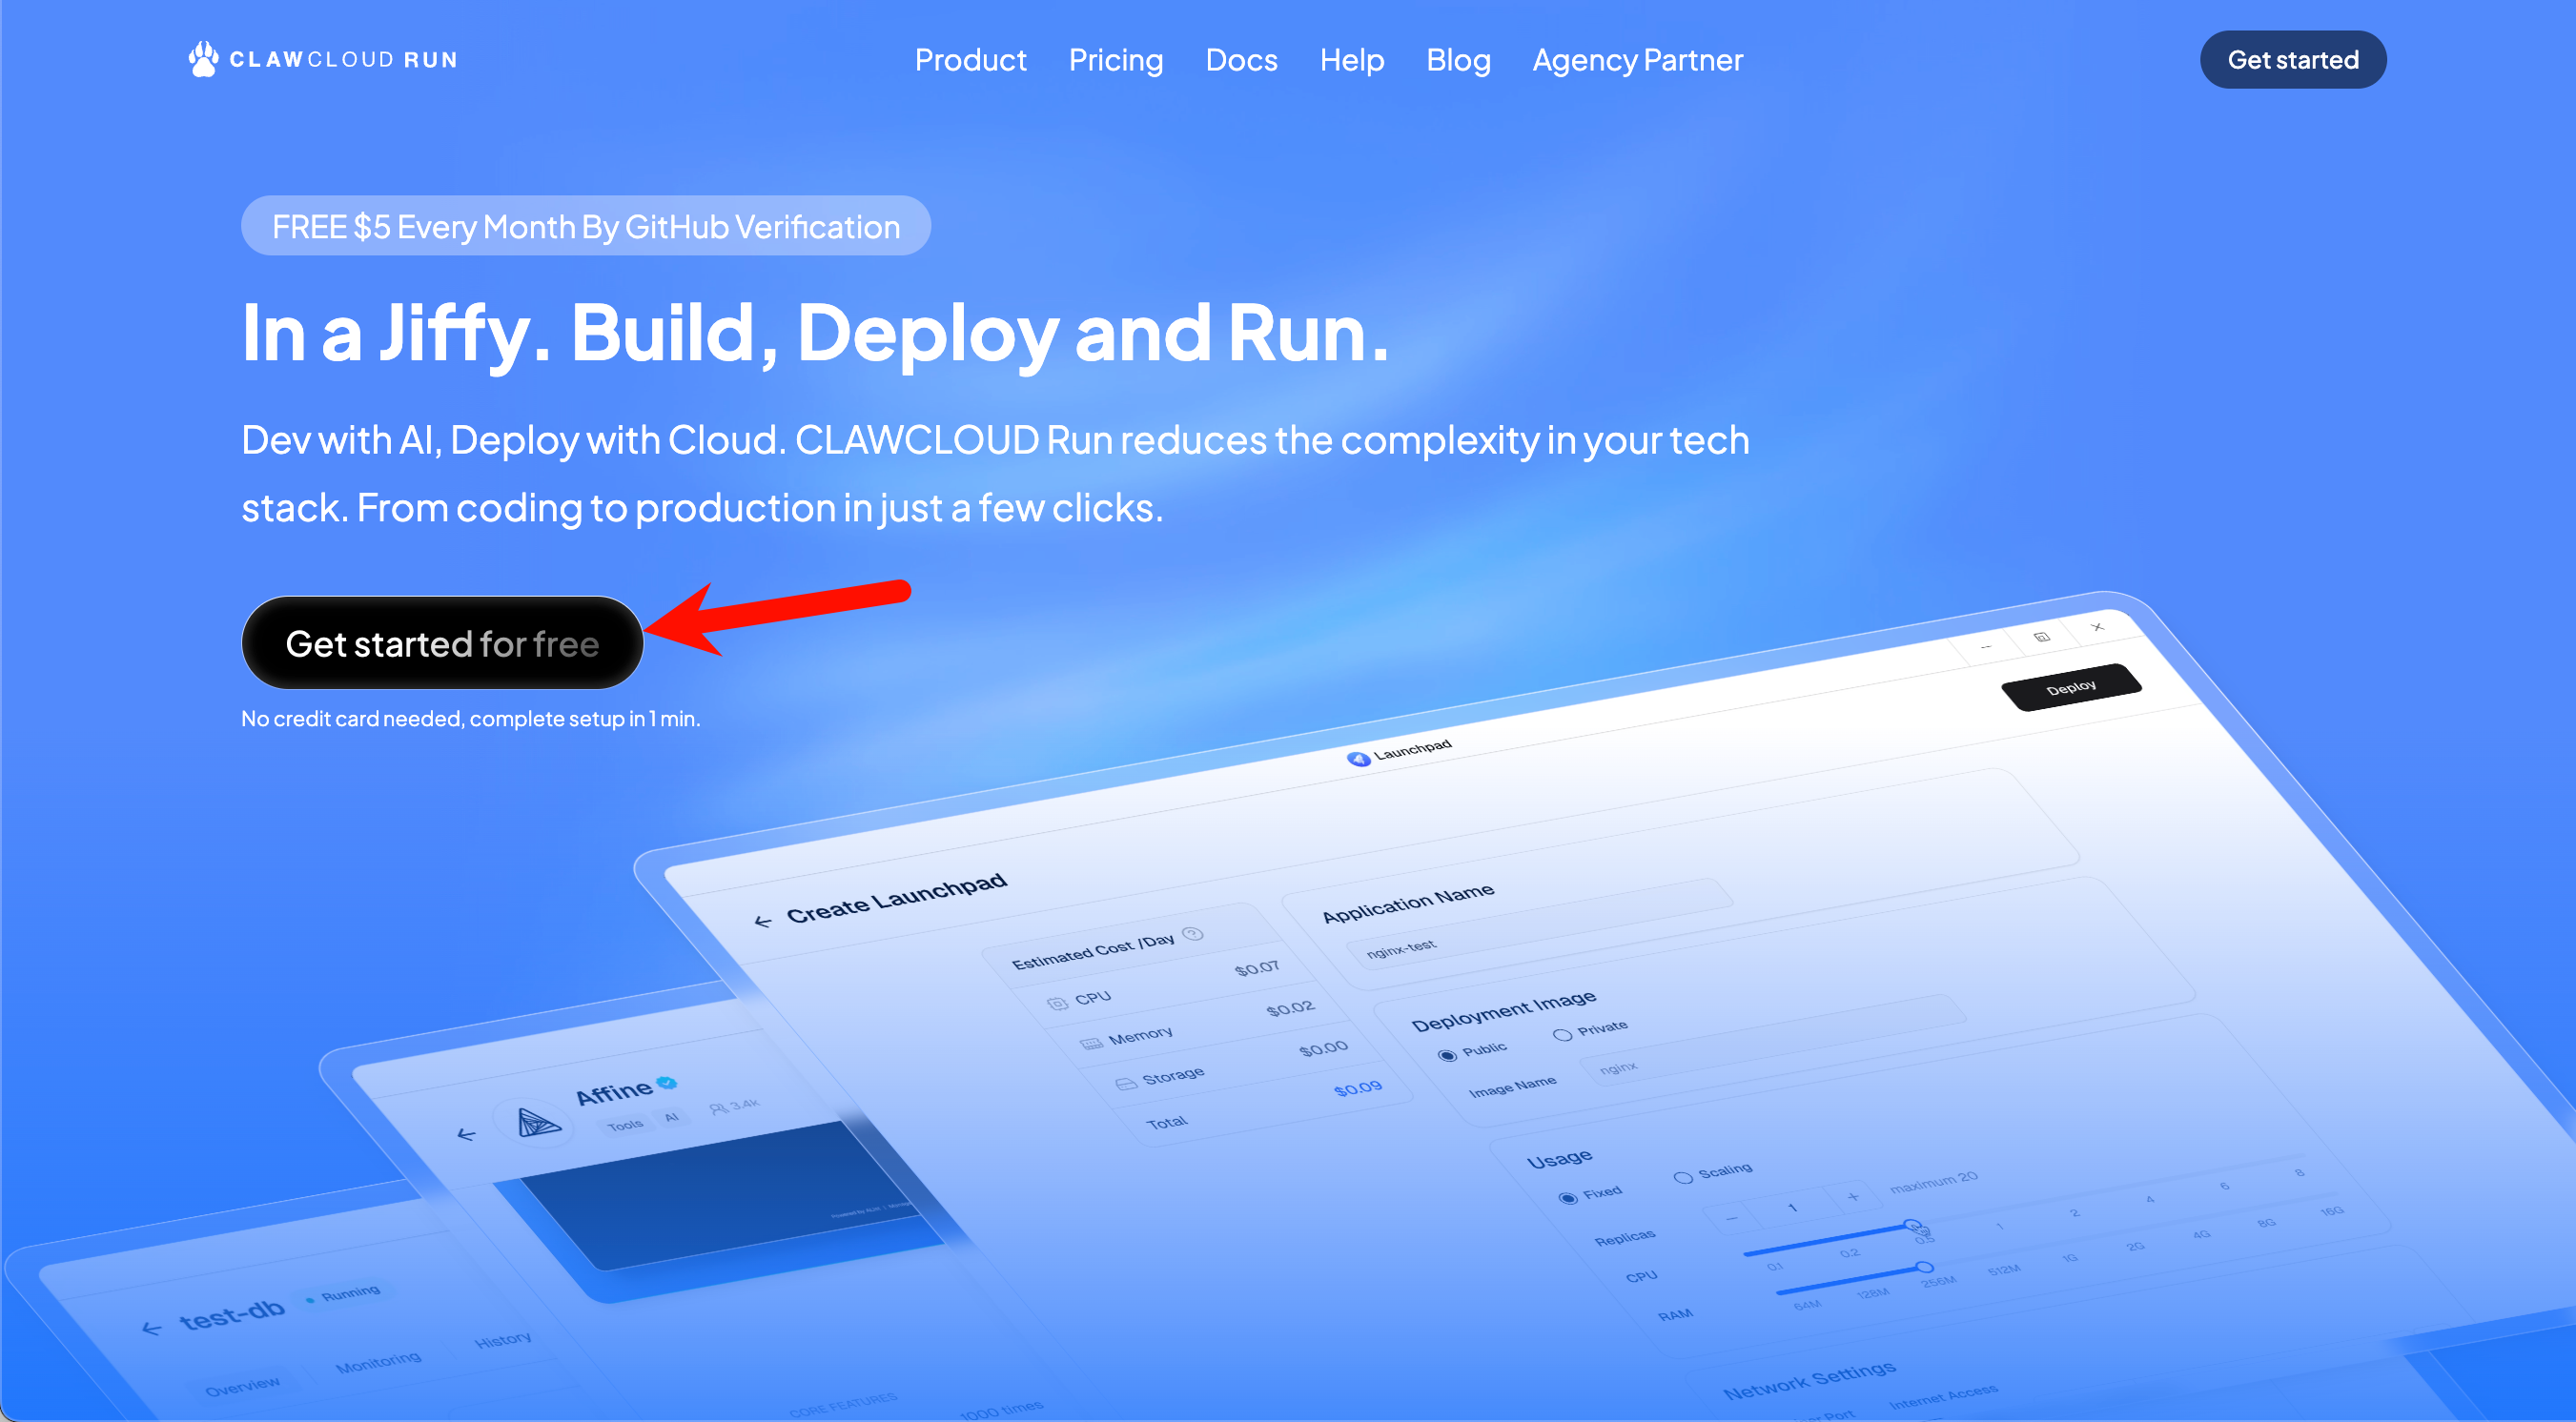 CLAWCLOUD RUN
Product Pricing Docs Help Blog Agency Partner
Get started
FREE $5 Every Month By GitHub Verification
In a Jiffy. Build, Deploy and Run.
Dev with AI, Deploy with Cloud. CLAWCLOUD Run reduces the complexity in your tech
stack. From coding to production in just a few clicks.
Get started for free
No credit card needed, complete setup in 1 min.
Launchpad
Deploy
Create Launchpad
Estimated Cost /Day
CPU $0.07
Memory $0.02
Storage $0.00
Total $0.09
Application Name
nginx-test
Deployment Image
Public Private
Image Name nginx
Usage
Fixed Scaling
Replicas 1 + maximum 20
CPU
0.1 0.2 0.5 1 2 4 6 8
RAM
64M 128M 256M 512M 1G 2G 4G 8G 16G
Network Settings
Internet Access
Affine
Tools AI 3.4k
test-db Running
Overview Monitoring History
CORE FEATURES
1000 times